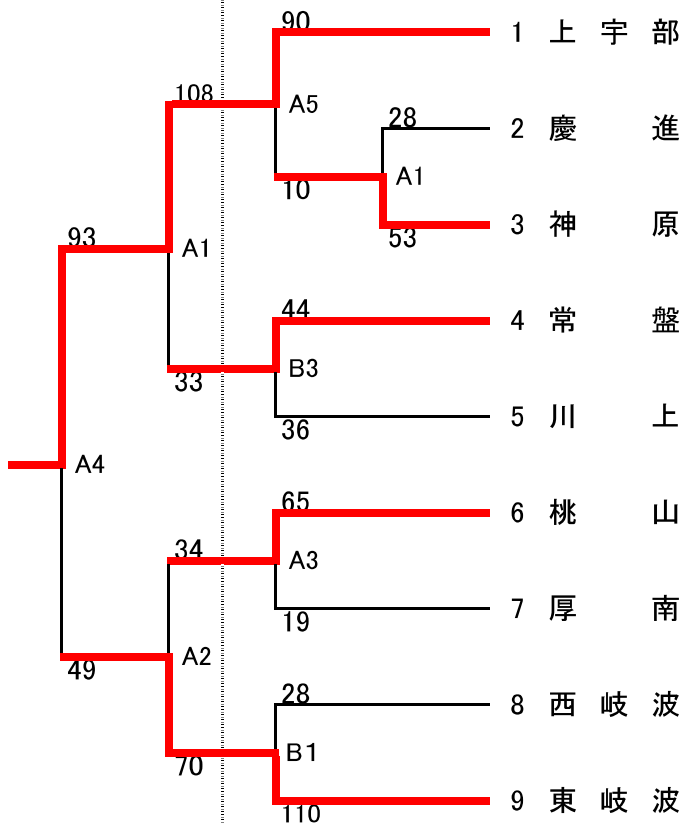 90
1 上宇部
108
A5
28
2 慶進
A1
10
3 神原
53
93
A1
44
4 常盤
B3
33
5 川上
36
A4
65
6 桃山
34
A3
7 厚南
19
A2
49
28
8 西岐波
B1
70
9 東岐波
110